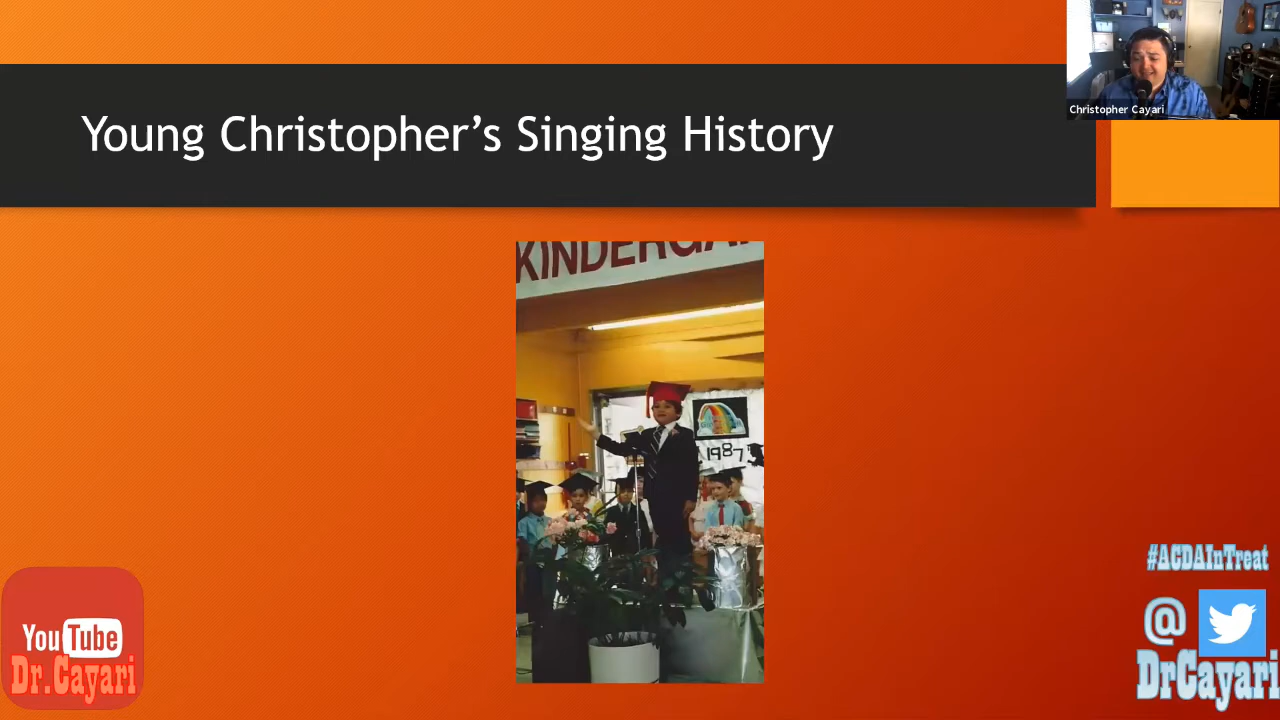 Christopher Cayari
Young Christopher’s Singing History
KINDERGA
1987
#ACDAInTreat
YouTube
Dr.Cayari
@
DrCayari